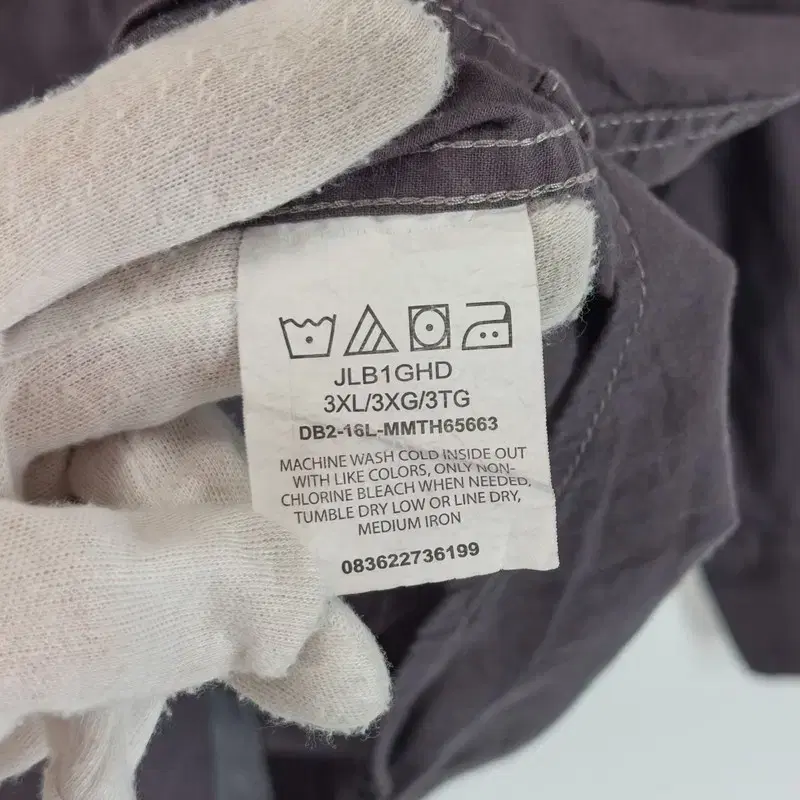 JLB1GHD
3XL/3XG/3TG
DB2-16L-MMTH65663
MACHINE WASH COLD INSIDE OUT
WITH LIKE COLORS, ONLY NON-
CHLORINE BLEACH WHEN NEEDED,
TUMBLE DRY LOW OR LINE DRY,
MEDIUM IRON
083622736199